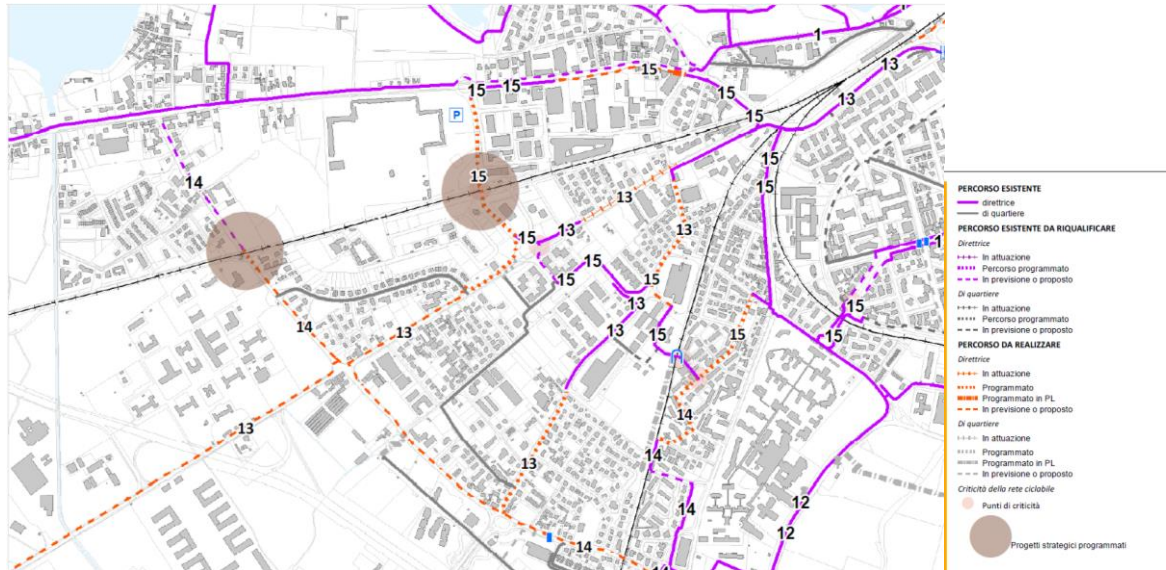 1
13
15
15
15
15
P
15
15
13
15
14
15
13
13
15
13
15
15
15
1
13
15
15
13
14
15
15
13
14
13
14
13
14
12
12
14
14
PERCORSO ESISTENTE
direttrice
di quartiere
PERCORSO ESISTENTE DA RIQUALIFICARE
Direttrice
In attuazione
Percorso programmato
In previsione o proposto
Di quartiere
In attuazione
Percorso programmato
In previsione o proposto
PERCORSO DA REALIZZARE
Direttrice
In attuazione
Programmato
Programmato in PL
In previsione o proposto
Di quartiere
In attuazione
Programmato
Programmato in PL
In previsione o proposto
Criticità della rete ciclabile
Punti di criticità
Progetti strategici programmati